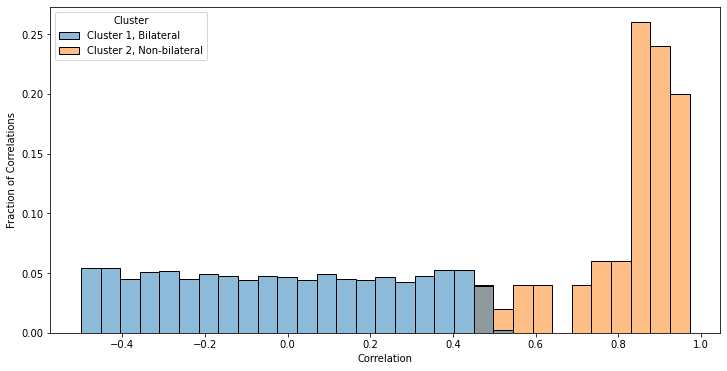 Cluster
Cluster 1, Bilateral
Cluster 2, Non-bilateral
Fraction of Correlations
0.25
0.20
0.15
0.10
0.05
0.00
−0.4 −0.2 0.0 0.2 0.4 0.6 0.8 1.0
Correlation